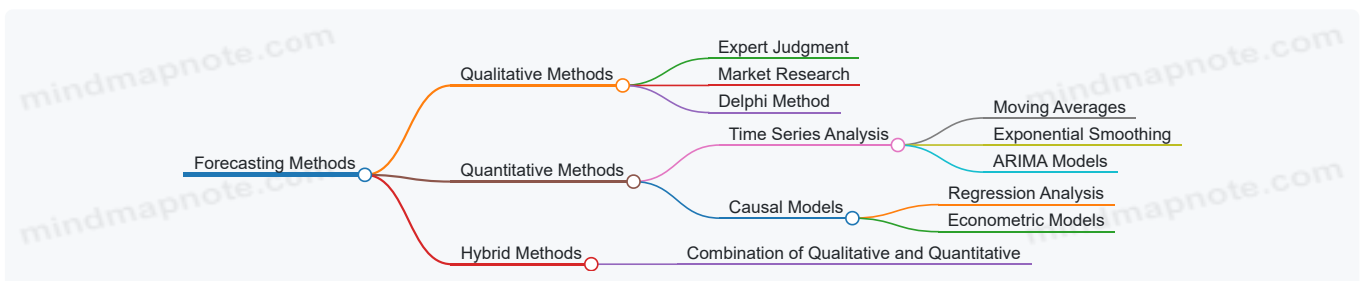 mindmapnote.com
mindmapnote.com
Forecasting Methods
Qualitative Methods
Expert Judgment
Market Research
Delphi Method
Quantitative Methods
Time Series Analysis
Moving Averages
Exponential Smoothing
ARIMA Models
Causal Models
Regression Analysis
Econometric Models
Hybrid Methods
Combination of Qualitative and Quantitative
mindmapnote.com
mindmapnote.com